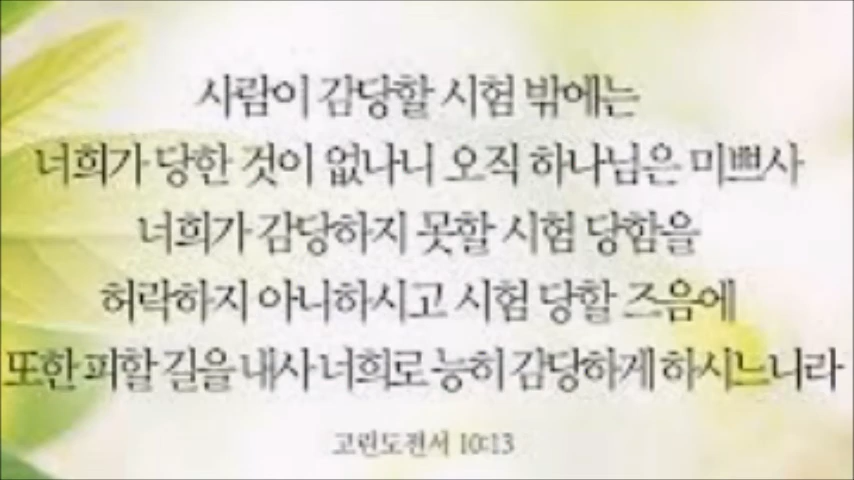 사람이 감당할 시험 밖에는
너희가 당한 것이 없나니 오직 하나님은 미쁘사
너희가 감당하지 못할 시험 당함을
허락하지 아니하시고 시험 당할 즈음에
또한 피할 길을 내사 너희로 능히 감당하게 하시느니라
고린도전서 10:13